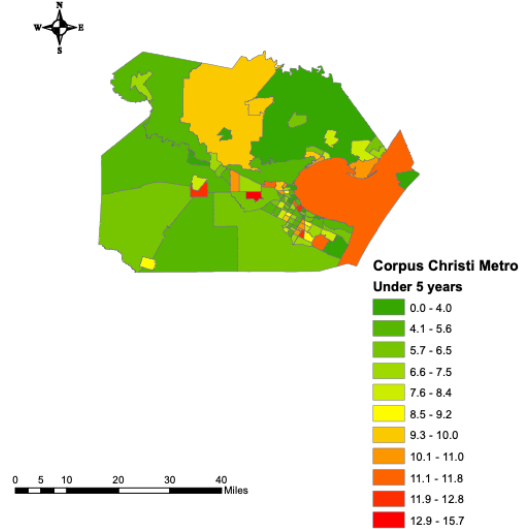 N
W E
S
Corpus Christi Metro
Under 5 years
0.0 - 4.0
4.1 - 5.6
5.7 - 6.5
6.6 - 7.5
7.6 - 8.4
8.5 - 9.2
9.3 - 10.0
10.1 - 11.0
11.1 - 11.8
11.9 - 12.8
12.9 - 15.7
0 5 10 20 30 40
Miles